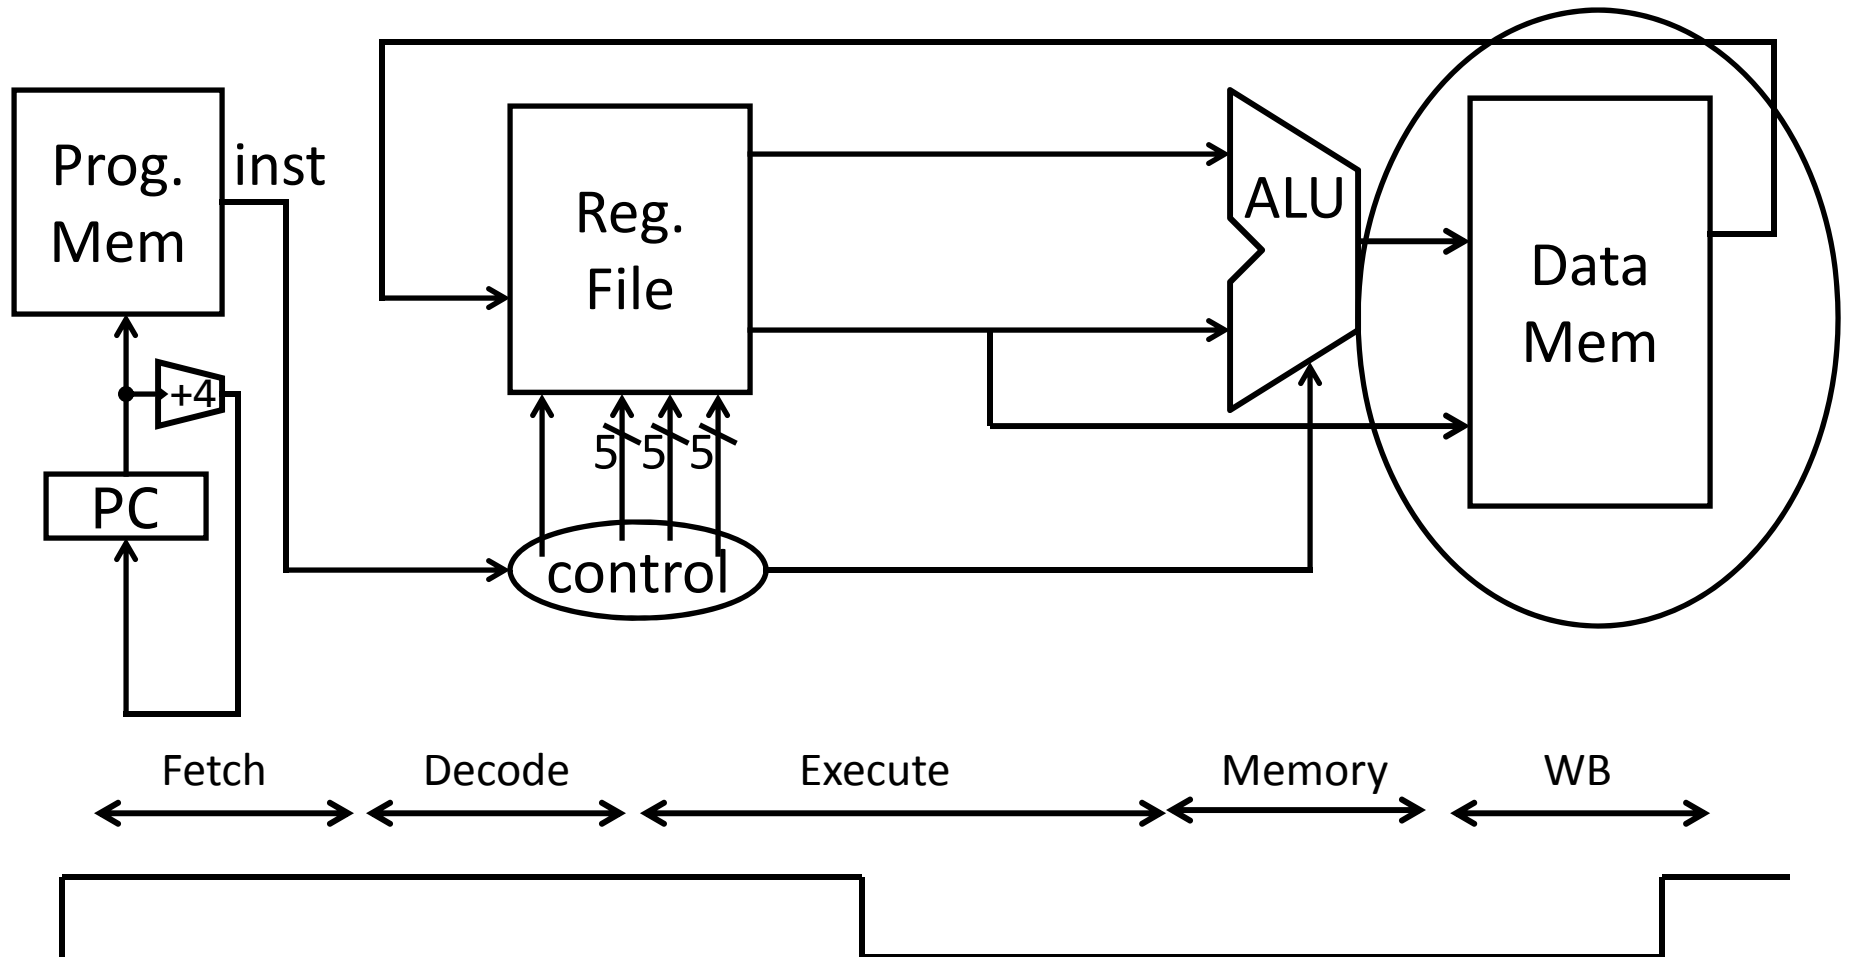 Prog.
Mem
inst
Reg.
File
ALU
Data
Mem
+4
5 5 5
PC
control
Fetch Decode Execute Memory WB